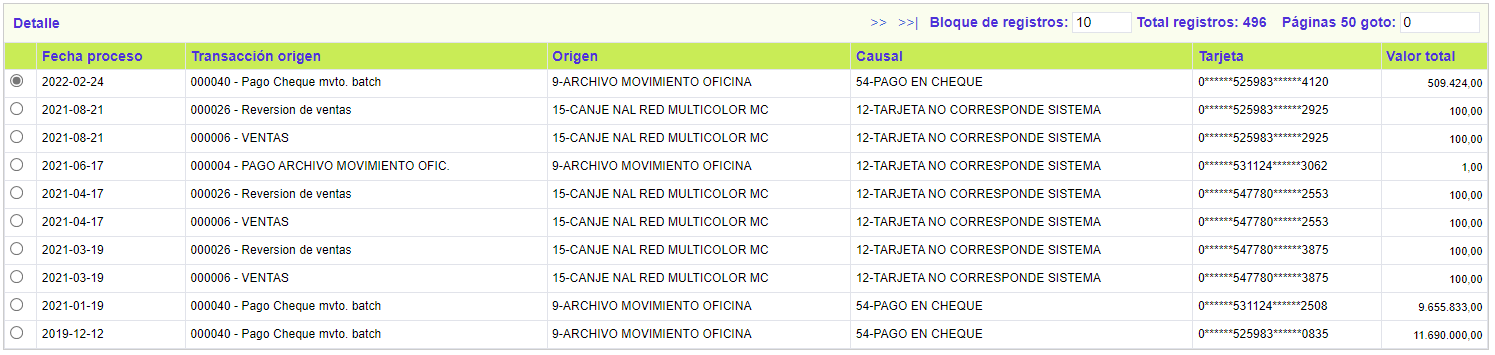 Detalle >> >>| Bloque de registros: 10 Total registros: 496 Páginas 50 goto: 0
Fecha proceso Transacción origen Origen Causal Tarjeta Valor total
2022-02-24 000040 - Pago Cheque mvto. batch 9-ARCHIVO MOVIMIENTO OFICINA 54-PAGO EN CHEQUE 0******525983******4120 509.424,00
2021-08-21 000026 - Reversion de ventas 15-CANJE NAL RED MULTICOLOR MC 12-TARJETA NO CORRESPONDE SISTEMA 0******525983******2925 100,00
2021-08-21 000006 - VENTAS 15-CANJE NAL RED MULTICOLOR MC 12-TARJETA NO CORRESPONDE SISTEMA 0******525983******2925 100,00
2021-06-17 000004 - PAGO ARCHIVO MOVIMIENTO OFIC. 9-ARCHIVO MOVIMIENTO OFICINA 12-TARJETA NO CORRESPONDE SISTEMA 0******531124******3062 1,00
2021-04-17 000026 - Reversion de ventas 15-CANJE NAL RED MULTICOLOR MC 12-TARJETA NO CORRESPONDE SISTEMA 0******547780******2553 100,00
2021-04-17 000006 - VENTAS 15-CANJE NAL RED MULTICOLOR MC 12-TARJETA NO CORRESPONDE SISTEMA 0******547780******2553 100,00
2021-03-19 000026 - Reversion de ventas 15-CANJE NAL RED MULTICOLOR MC 12-TARJETA NO CORRESPONDE SISTEMA 0******547780******3875 100,00
2021-03-19 000006 - VENTAS 15-CANJE NAL RED MULTICOLOR MC 12-TARJETA NO CORRESPONDE SISTEMA 0******547780******3875 100,00
2021-01-19 000040 - Pago Cheque mvto. batch 9-ARCHIVO MOVIMIENTO OFICINA 54-PAGO EN CHEQUE 0******531124******2508 9.655.833,00
2019-12-12 000040 - Pago Cheque mvto. batch 9-ARCHIVO MOVIMIENTO OFICINA 54-PAGO EN CHEQUE 0******525983******0835 11.690.000,00